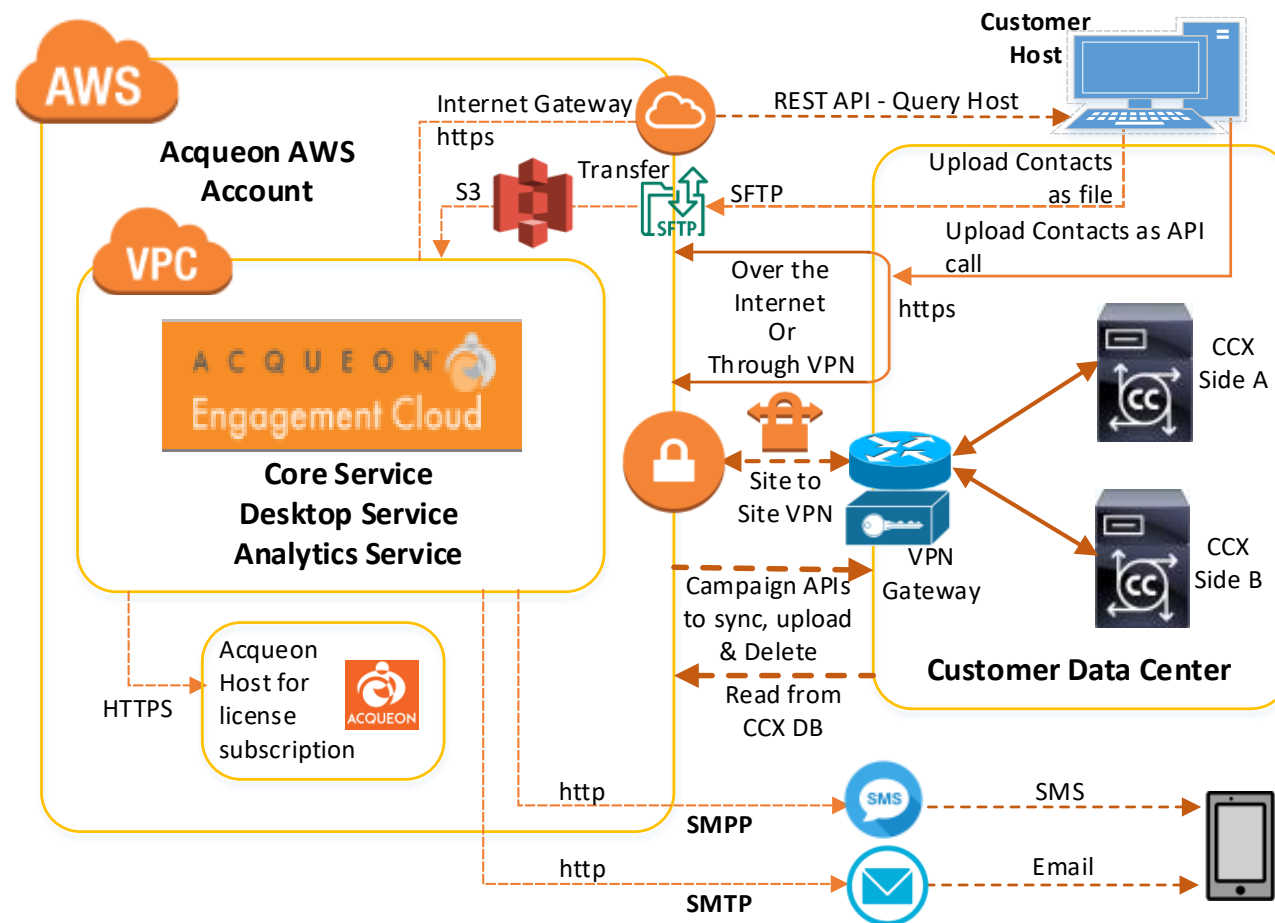 Customer
Host
AWS
Internet Gateway
https
REST API - Query Host
Acqueon AWS
Account
Transfer
S3
SFTP
SFTP
Upload Contacts
as file
Upload Contacts as API
call
VPC
Over the
Internet
Or
Through VPN
https
ACQUEON
Engagement Cloud
Core Service
Desktop Service
Analytics Service
CCX
Side A
CC
Site to
Site VPN
VPN
Gateway
CCX
Side B
CC
Campaign APIs
to sync, upload
& Delete
Read from
CCX DB
Customer Data Center
HTTPS
Acqueon
Host for
license
subscription
ACQUEON
http
SMPP
SMS
SMS
http
SMTP
Email